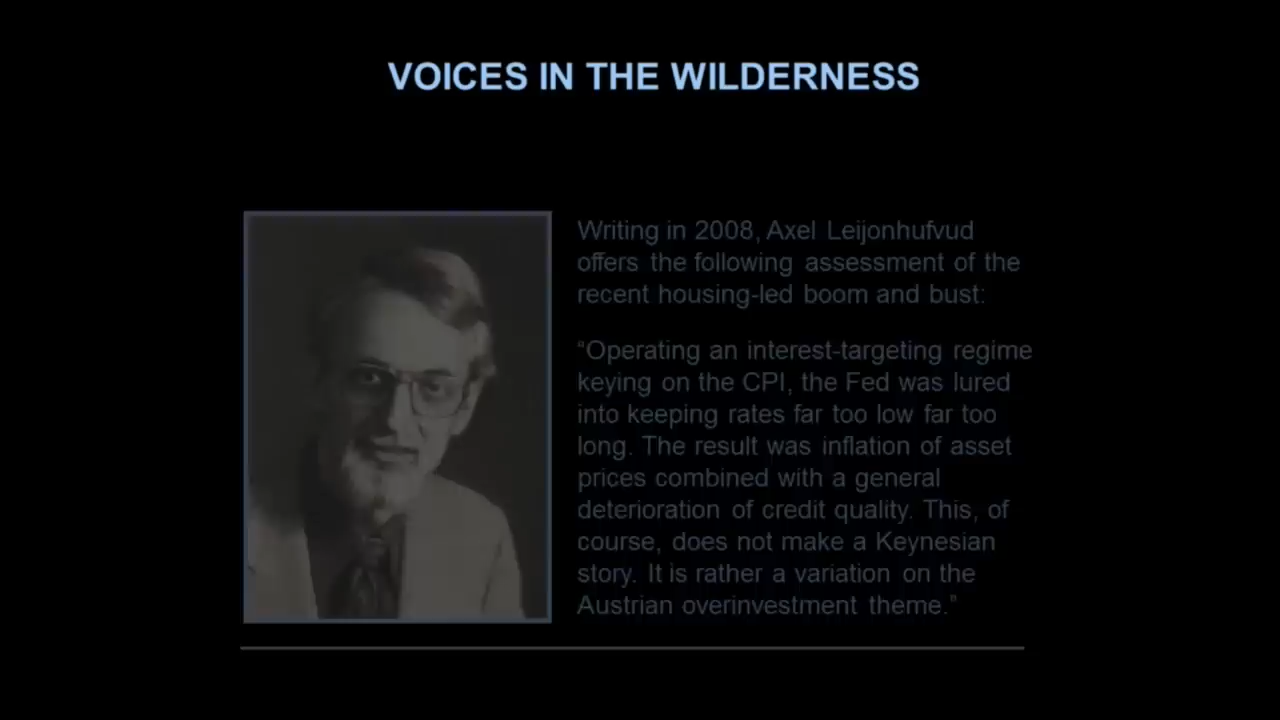 VOICES IN THE WILDERNESS
Writing in 2008, Axel Leijonhufvud
offers the following assessment of the
recent housing-led boom and bust:
“Operating an interest-targeting regime
keying on the CPI, the Fed was lured
into keeping rates far too low far too
long. The result was inflation of asset
prices combined with a general
deterioration of credit quality. This, of
course, does not make a Keynesian
story. It is rather a variation on the
Austrian overinvestment theme.”